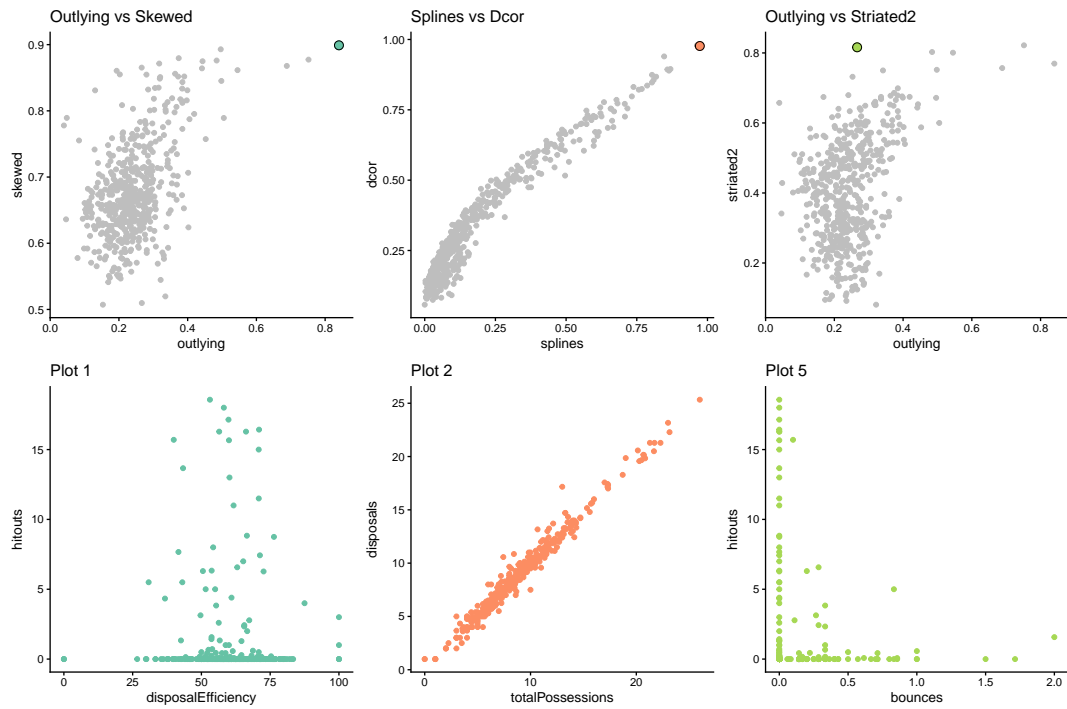 Outlying vs Skewed
0.9
0.8
0.7
0.6
0.5
skewed
0.0 0.2 0.4 0.6 0.8
outlying
Splines vs Dcor
1.00
0.75
0.50
0.25
dcor
0.00 0.25 0.50 0.75 1.00
splines
Outlying vs Striated2
0.8
0.6
0.4
0.2
striated2
0.0 0.2 0.4 0.6 0.8
outlying
Plot 1
15
10
5
0
hitouts
0 25 50 75 100
disposalEfficiency
Plot 2
25
20
15
10
5
0
disposals
0 10 20
totalPossessions
Plot 5
15
10
5
0
hitouts
0.0 0.5 1.0 1.5 2.0
bounces